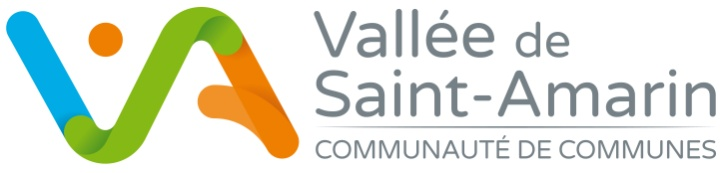 Vallée de
Saint-Amarin
COMMUNAUTÉ DE COMMUNES